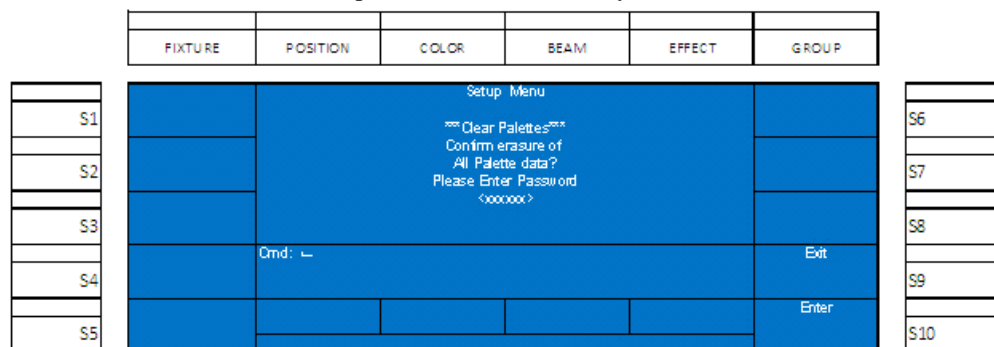 FIXTURE POSITION COLOR BEAM EFFECT GROUP
Setup Menu
S1 S6
***Clear Palettes***
Confirm erasure of
All Palette data?
S2 S7
Please Enter Password
<xxxxxx>
S3 S8
Cmd: Exit
S4 S9
Enter
S5 S10